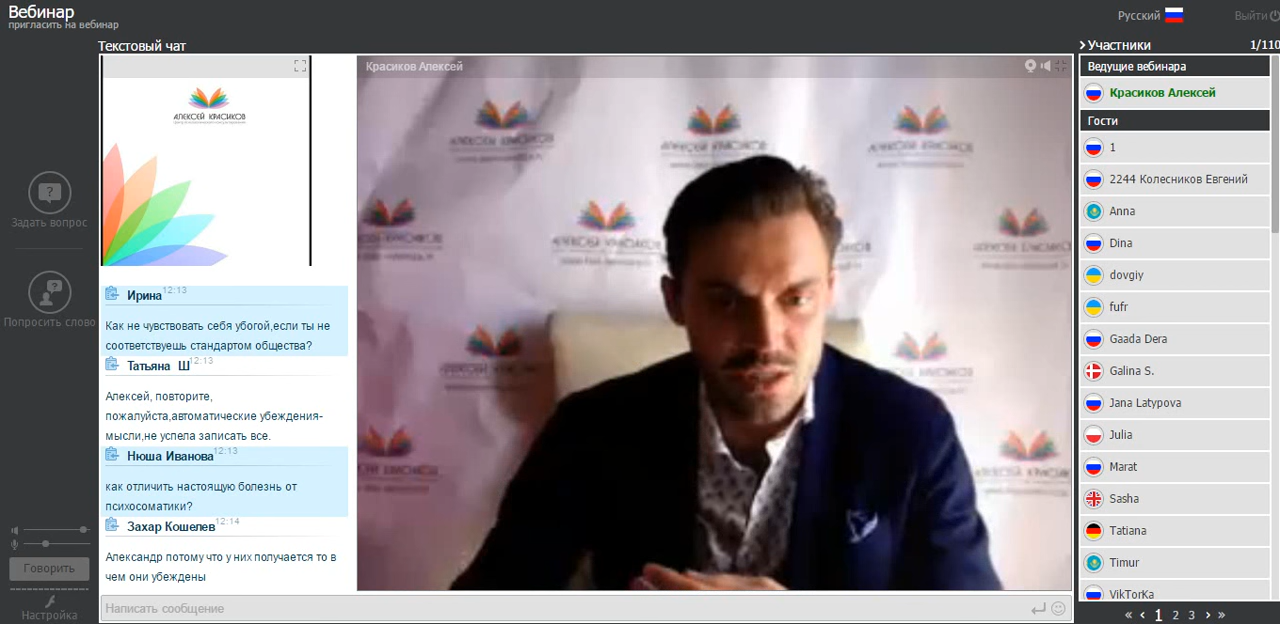 Вебинар
пригласить на вебинар
Русский
Выйти
Текстовый чат
Участники 1/110
АЛЕКСЕЙ КРАСИКОВ
Задать вопрос
Попросить слово
Говорить
Настройка
Ирина 12:13
Как не чувствовать себя убогой,если ты не
соответствуешь стандартом общества?
Татьяна Ш 12:13
Алексей, повторите,
пожалуйста,автоматические убеждения-
мысли,не успела записать все.
Нюша Иванова 12:13
как отличить настоящую болезнь от
психосоматики?
Захар Кошелев 12:14
Александр потому что у них получается то в
чем они убеждены
Написать сообщение
Красиков Алексей
АЛЕКСЕЙ КРАСИКОВ
Ведущие вебинара
Красиков Алексей
Гости
1
2244 Колесников Евгений
Anna
Dina
dovgiy
fufr
Gaada Dera
Galina S.
Jana Latypova
Julia
Marat
Sasha
Tatiana
Timur
VikTorKa
« ‹ 1 2 3 › »